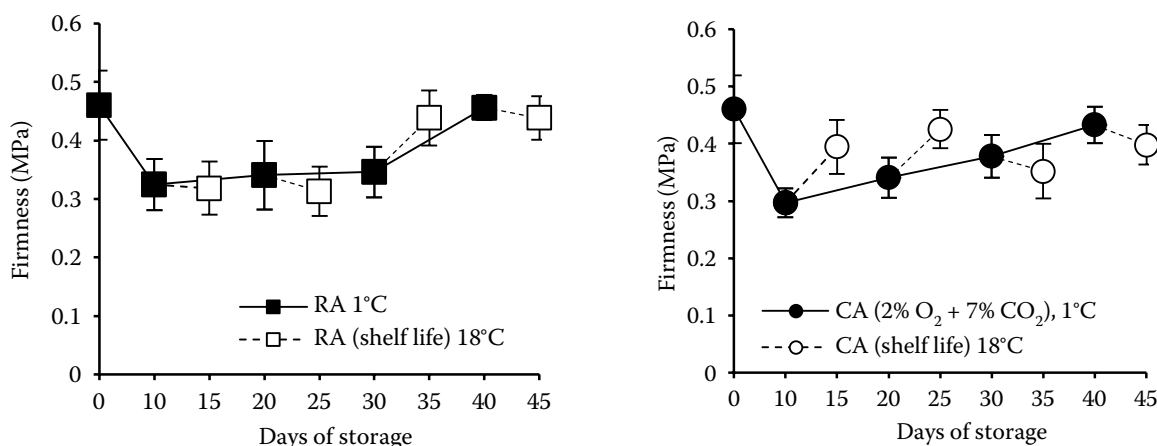 0.6
0.5
0.4
0.3
0.2
0.1
0
Firmness (MPa)
RA 1°C
RA (shelf life) 18°C
0 10 15 20 25 30 35 40 45
Days of storage
0.6
0.5
0.4
0.3
0.2
0.1
0
Firmness (MPa)
CA (2% O₂ + 7% CO₂), 1°C
CA (shelf life) 18°C
0 10 15 20 25 30 35 40 45
Days of storage